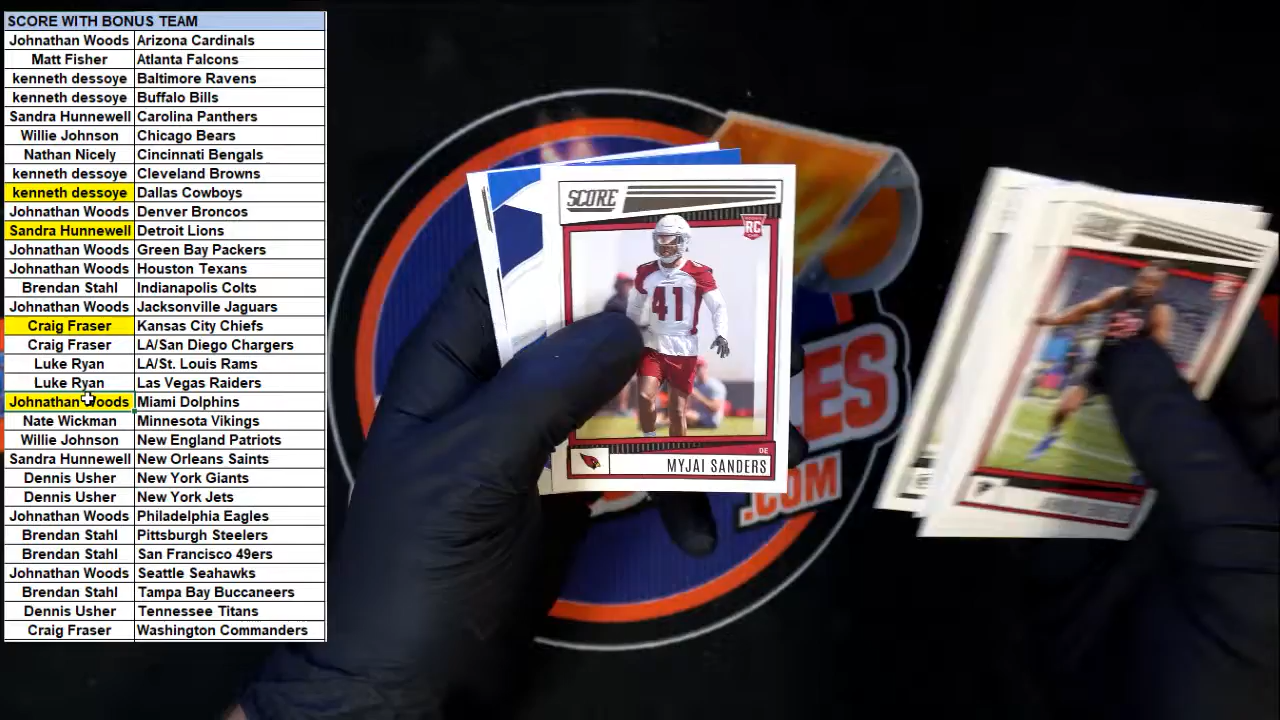 SCORE WITH BONUS TEAM
Johnathan Woods Arizona Cardinals
Matt Fisher Atlanta Falcons
kenneth dessoye Baltimore Ravens
kenneth dessoye Buffalo Bills
Sandra Hunnewell Carolina Panthers
Willie Johnson Chicago Bears
Nathan Nicely Cincinnati Bengals
kenneth dessoye Cleveland Browns
kenneth dessoye Dallas Cowboys
Johnathan Woods Denver Broncos
Sandra Hunnewell Detroit Lions
Johnathan Woods Green Bay Packers
Johnathan Woods Houston Texans
Brendan Stahl Indianapolis Colts
Johnathan Woods Jacksonville Jaguars
Craig Fraser Kansas City Chiefs
Craig Fraser LA/San Diego Chargers
Luke Ryan LA/St. Louis Rams
Luke Ryan Las Vegas Raiders
Johnathan Woods Miami Dolphins
Nate Wickman Minnesota Vikings
Willie Johnson New England Patriots
Sandra Hunnewell New Orleans Saints
Dennis Usher New York Giants
Dennis Usher New York Jets
Johnathan Woods Philadelphia Eagles
Brendan Stahl Pittsburgh Steelers
Brendan Stahl San Francisco 49ers
Johnathan Woods Seattle Seahawks
Brendan Stahl Tampa Bay Buccaneers
Dennis Usher Tennessee Titans
Craig Fraser Washington Commanders
SCORE
RC
41
DE
MYJAI SANDERS
.COM